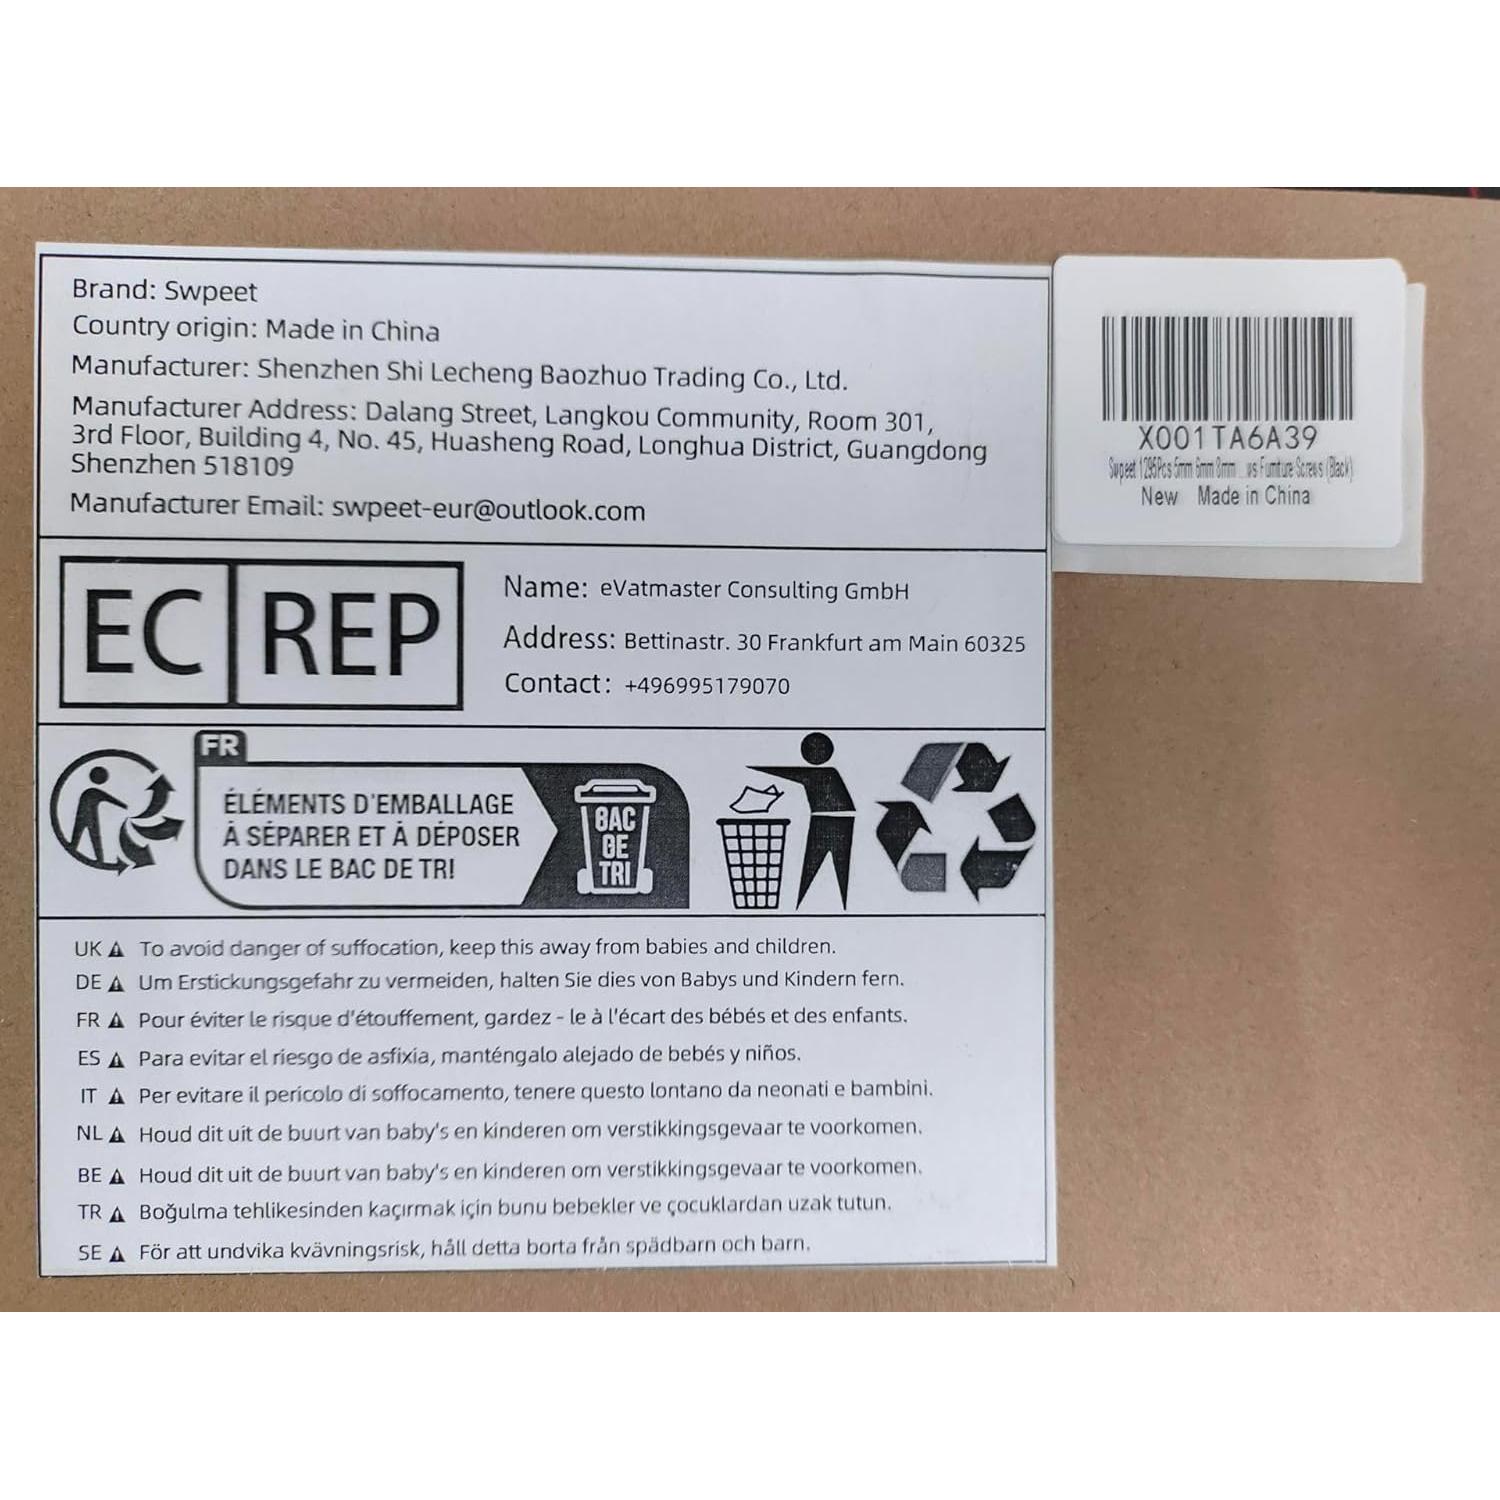 Brand: Swpeet
Country origin: Made in China
Manufacturer: Shenzhen Shi Lecheng Baozhuo Trading Co., Ltd.
Manufacturer Address: Dalang Street, Langkou Community, Room 301,
3rd Floor, Building 4, No. 45, Huasheng Road, Longhua District, Guangdong
Shenzhen 518109
Manufacturer Email: swpeet-eur@outlook.com
X001TA6A39
Swpeet 1295Pcs 5mm 6mm 8mm ...ws Furniture Screws (Black)
New Made in China
EC REP
Name: eVatmaster Consulting GmbH
Address: Bettinastr. 30 Frankfurt am Main 60325
Contact: +496995179070
FR
ÉLÉMENTS D'EMBALLAGE
À SÉPARER ET À DÉPOSER
DANS LE BAC DE TRI
BAC
DE
TRI
UK To avoid danger of suffocation, keep this away from babies and children.
DE Um Erstickungsgefahr zu vermeiden, halten Sie dies von Babys und Kindern fern.
FR Pour éviter le risque d'étouffement, gardez - le à l'écart des bébés et des enfants.
ES Para evitar el riesgo de asfixia, manténgalo alejado de bebés y niños.
IT Per evitare il pericolo di soffocamento, tenere questo lontano da neonati e bambini.
NL Houd dit uit de buurt van baby's en kinderen om verstikkingsgevaar te voorkomen.
BE Houd dit uit de buurt van baby's en kinderen om verstikkingsgevaar te voorkomen.
TR Boğulma tehlikesinden kaçırmak için bunu bebekler ve çocuklardan uzak tutun.
SE För att undvika kvävningsrisk, håll detta borta från spädbarn och barn.